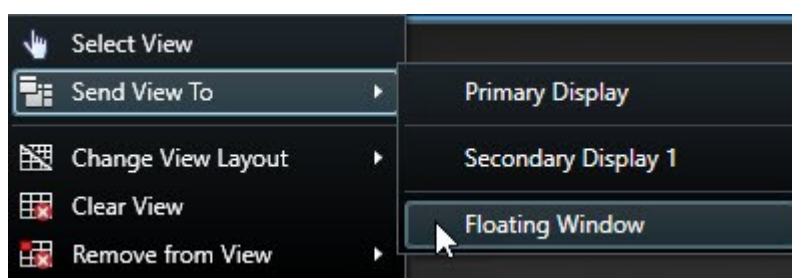 Select View
Send View To
Primary Display
Change View Layout
Secondary Display 1
Clear View
Floating Window
Remove from View